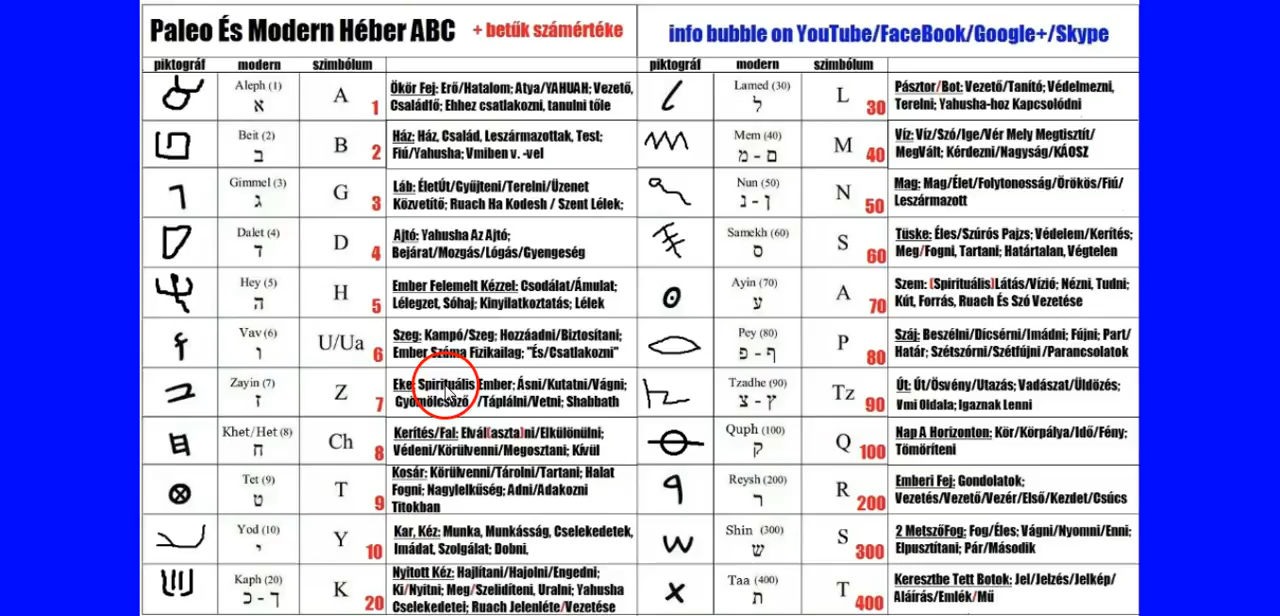 Paleo És Modern Héber ABC + betűk számértéke
info bubble on YouTube/FaceBook/Google+/Skype
piktográf modern szimbólum
piktográf modern szimbólum
Aleph (1)
א
A
1
Ökör Fej: Erő/Hatalom; Atya/YAHUAH; Vezető,
Családfő; Ehhez csatlakozni, tanulni tőle
Beit (2)
ב
B
2
Ház: Ház, Család, Leszármazottak, Test;
Fiú/Yahusha; Vmiben v. -vel
Gimmel (3)
ג
G
3
Láb: ÉletÚt/Gyűjteni/Terelni/Üzenet
Közvetítő; Ruach Ha Kodesh / Szent Lélek;
Dalet (4)
ד
D
4
Ajtó: Yahusha Az Ajtó;
Bejárat/Mozgás/Lógás/Gyengeség
Hey (5)
ה
H
5
Ember Felemelt Kézzel: Csodálat/Ámulat;
Lélegzet, Sóhaj; Kinyilatkoztatás; Lélek
Vav (6)
ו
U/Ua
6
Szeg: Kampó/Szeg; Hozzáadni/Biztosítani;
Ember Száma Fizikailag; "És/Csatlakozni"
Zayin (7)
ז
Z
7
Eke: Spirituális Ember; Ásni/Kutatni/Vágni;
/Táplálni/Vetni; Shabbath
Khet/Het (8)
ח
Ch
8
Kerítés/Fal: Elvál(aszta)ni/Elkülönülni;
Védeni/Körülvenni/Megosztani; Kívül
Tet (9)
ט
T
9
Kosár: Körülvenni/Tárolni/Tartani; Halat
Fogni; Nagylelkűség; Adni/Adakozni
Titokban
Yod (10)
י
Y
10
Kar, Kéz: Munka, Munkásság, Cselekedetek,
Imádat, Szolgálat; Dobni,
Kaph (20)
ך - כ
K
20
Nyitott Kéz: Hajlítani/Hajolni/Engedni;
Ki/Nyitni; Meg/Szelidíteni, Uralni; Yahusha
Cselekedetei; Ruach Jelenléte/Vezetése
Lamed (30)
ל
L
30
Pásztor/Bot: Vezető/Tanító; Védelmezni,
Terelni; Yahusha-hoz Kapcsolódni
Mem (40)
ם - מ
M
40
Víz: Víz/Szó/Ige/Vér Mely Megtisztít/
MegVált; Kérdezni/Nagyság/KÁOSZ
Nun (50)
ן - נ
N
50
Mag: Mag/Élet/Folytonosság/Örökös/Fiú/
Leszármazott
Samekh (60)
ס
S
60
Tüske: Éles/Szúrós Pajzs; Védelem/Kerítés;
Meg/Fogni, Tartani; Határtalan, Végtelen
Ayin (70)
ע
A
70
Szem: (Spirituális)Látás/Vízió; Nézni, Tudni;
Kút, Forrás, Ruach És Szó Vezetése
Pey (80)
ף - פ
P
80
Száj: Beszélni/Dicsérni/Imádni; Fújni; Part/
Határ; Szétszórni/Szétfújni/Parancsolatok
Tzadhe (90)
ץ - צ
Tz
90
Út: Út/Ösvény/Utazás; Vadászat/Üldözés;
Vmi Oldala; Igaznak Lenni
Quph (100)
ק
Q
100
Nap A Horizonton: Kör/Körpálya/Idő/Fény;
Tömöríteni
Reysh (200)
ר
R
200
Emberi Fej: Gondolatok;
Vezetés/Vezető/Vezér/Első/Kezdet/Csúcs
Shin (300)
ש
S
300
2 MetszőFog: Fog/Éles; Vágni/Nyomni/Enni;
Elpusztítani; Pár/Második
Taa (400)
ת
T
400
Keresztbe Tett Botok: Jel/Jelzés/Jelkép/
Aláírás/Emlék/Mű